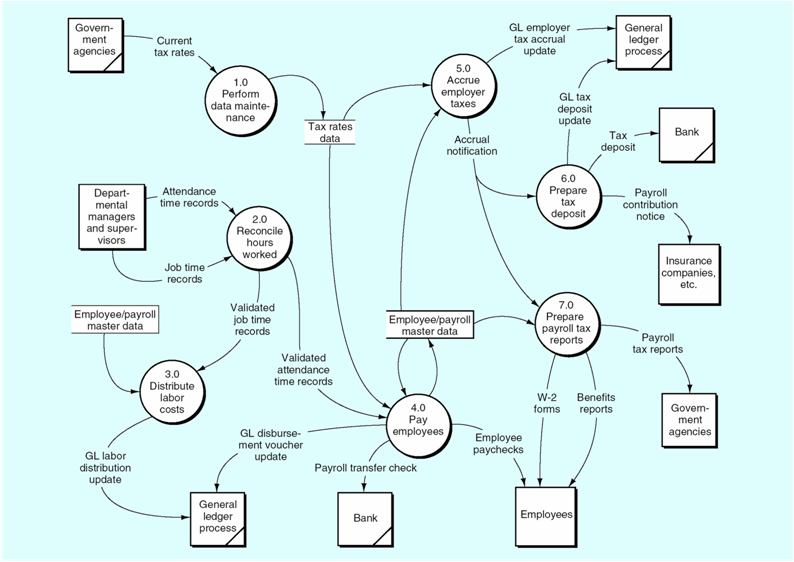 Govern-
ment
agencies
Current
tax rates
1.0
Perform
data mainte-
nance
Tax rates
data
5.0
Accrue
employer
taxes
GL employer
tax accrual
update
General
ledger
process
GL tax
deposit
update
Tax
deposit
Bank
Accrual
notification
6.0
Prepare
tax
deposit
Payroll
contribution
notice
Insurance
companies,
etc.
Depart-
mental
managers
and super-
visors
Attendance
time records
Job time
records
2.0
Reconcile
hours
worked
Employee/payroll
master data
Validated
job time
records
Validated
attendance
time records
Employee/payroll
master data
7.0
Prepare
payroll tax
reports
Payroll
tax reports
Govern-
ment
agencies
3.0
Distribute
labor
costs
4.0
Pay
employees
W-2
forms
Benefits
reports
GL labor
distribution
update
GL disburse-
ment voucher
update
Payroll transfer check
Employee
paychecks
General
ledger
process
Bank
Employees